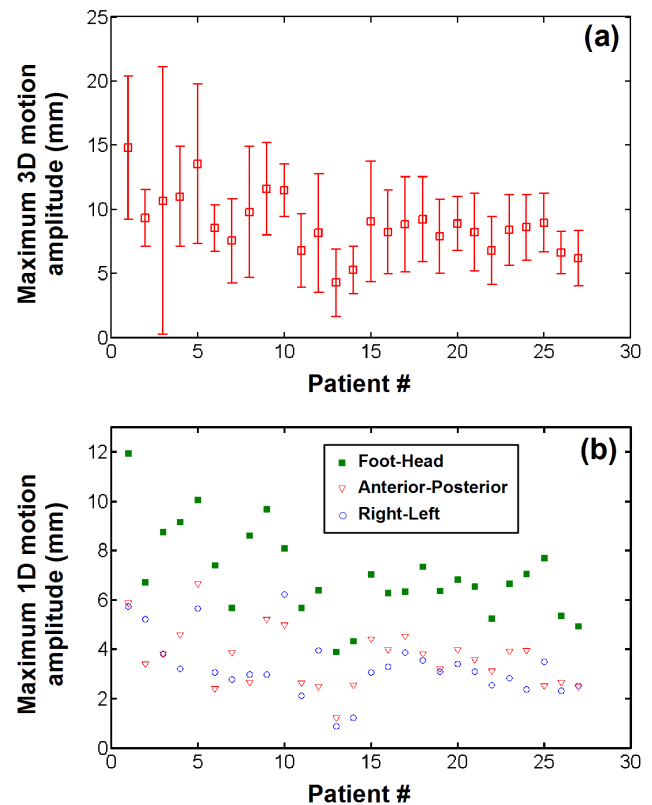 25
20
15
10
5
0
Maximum 3D motion
amplitude (mm)
(a)
0 5 10 15 20 25 30
Patient #
12
10
8
6
4
2
0
Maximum 1D motion
amplitude (mm)
(b)
Foot-Head
Anterior-Posterior
Right-Left
0 5 10 15 20 25 30
Patient #